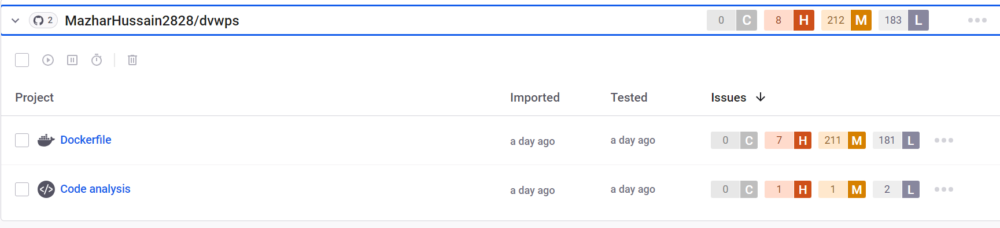 2 MazharHussain2828/dvwps 0 C 8 H 212 M 183 L
Project Imported Tested Issues
Dockerfile a day ago a day ago 0 C 7 H 211 M 181 L
Code analysis a day ago a day ago 0 C 1 H 1 M 2 L